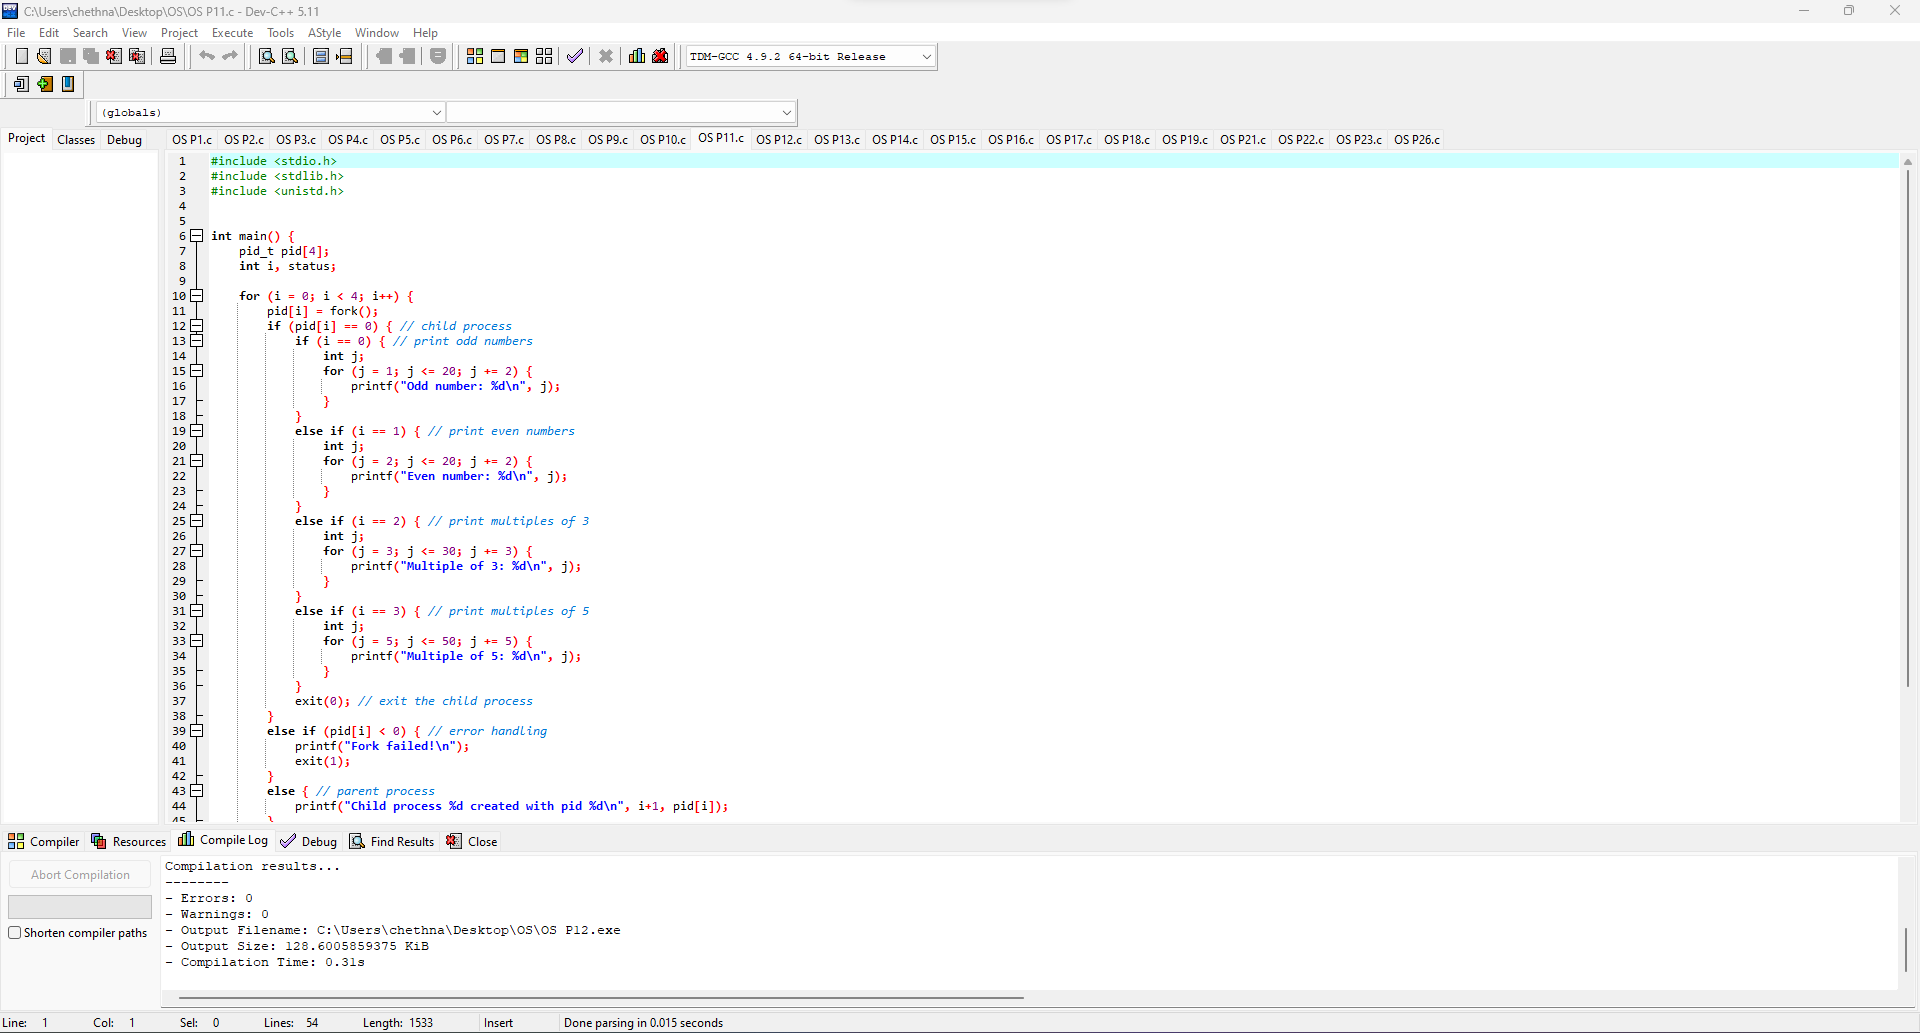 C:\Users\chethna\Desktop\OS\OS P11.c - Dev-C++ 5.11
File Edit Search View Project Execute Tools AStyle Window Help
TDM-GCC 4.9.2 64-bit Release
(globals)
Project Classes Debug OS P1.c OS P2.c OS P3.c OS P4.c OS P5.c OS P6.c OS P7.c OS P8.c OS P9.c OS P10.c OS P11.c OS P12.c OS P13.c OS P14.c OS P15.c OS P16.c OS P17.c OS P18.c OS P19.c OS P21.c OS P22.c OS P23.c OS P26.c
1 #include <stdio.h>
2 #include <stdlib.h>
3 #include <unistd.h>
4
5
6 int main() {
7 pid_t pid[4];
8 int i, status;
9
10 for (i = 0; i < 4; i++) {
11 pid[i] = fork();
12 if (pid[i] == 0) { // child process
13 if (i == 0) { // print odd numbers
14 int j;
15 for (j = 1; j <= 20; j += 2) {
16 printf("Odd number: %d\n", j);
17 }
18 }
19 else if (i == 1) { // print even numbers
20 int j;
21 for (j = 2; j <= 20; j += 2) {
22 printf("Even number: %d\n", j);
23 }
24 }
25 else if (i == 2) { // print multiples of 3
26 int j;
27 for (j = 3; j <= 30; j += 3) {
28 printf("Multiple of 3: %d\n", j);
29 }
30 }
31 else if (i == 3) { // print multiples of 5
32 int j;
33 for (j = 5; j <= 50; j += 5) {
34 printf("Multiple of 5: %d\n", j);
35 }
36 }
37 exit(0); // exit the child process
38 }
39 else if (pid[i] < 0) { // error handling
40 printf("Fork failed!\n");
41 exit(1);
42 }
43 else { // parent process
44 printf("Child process %d created with pid %d\n", i+1, pid[i]);
45 }
Compiler Resources Compile Log Debug Find Results Close
Abort Compilation
Shorten compiler paths
Compilation results...
--------
- Errors: 0
- Warnings: 0
- Output Filename: C:\Users\chethna\Desktop\OS\OS P12.exe
- Output Size: 128.6005859375 KiB
- Compilation Time: 0.31s
Line: 1 Col: 1 Sel: 0 Lines: 54 Length: 1533 Insert Done parsing in 0.015 seconds